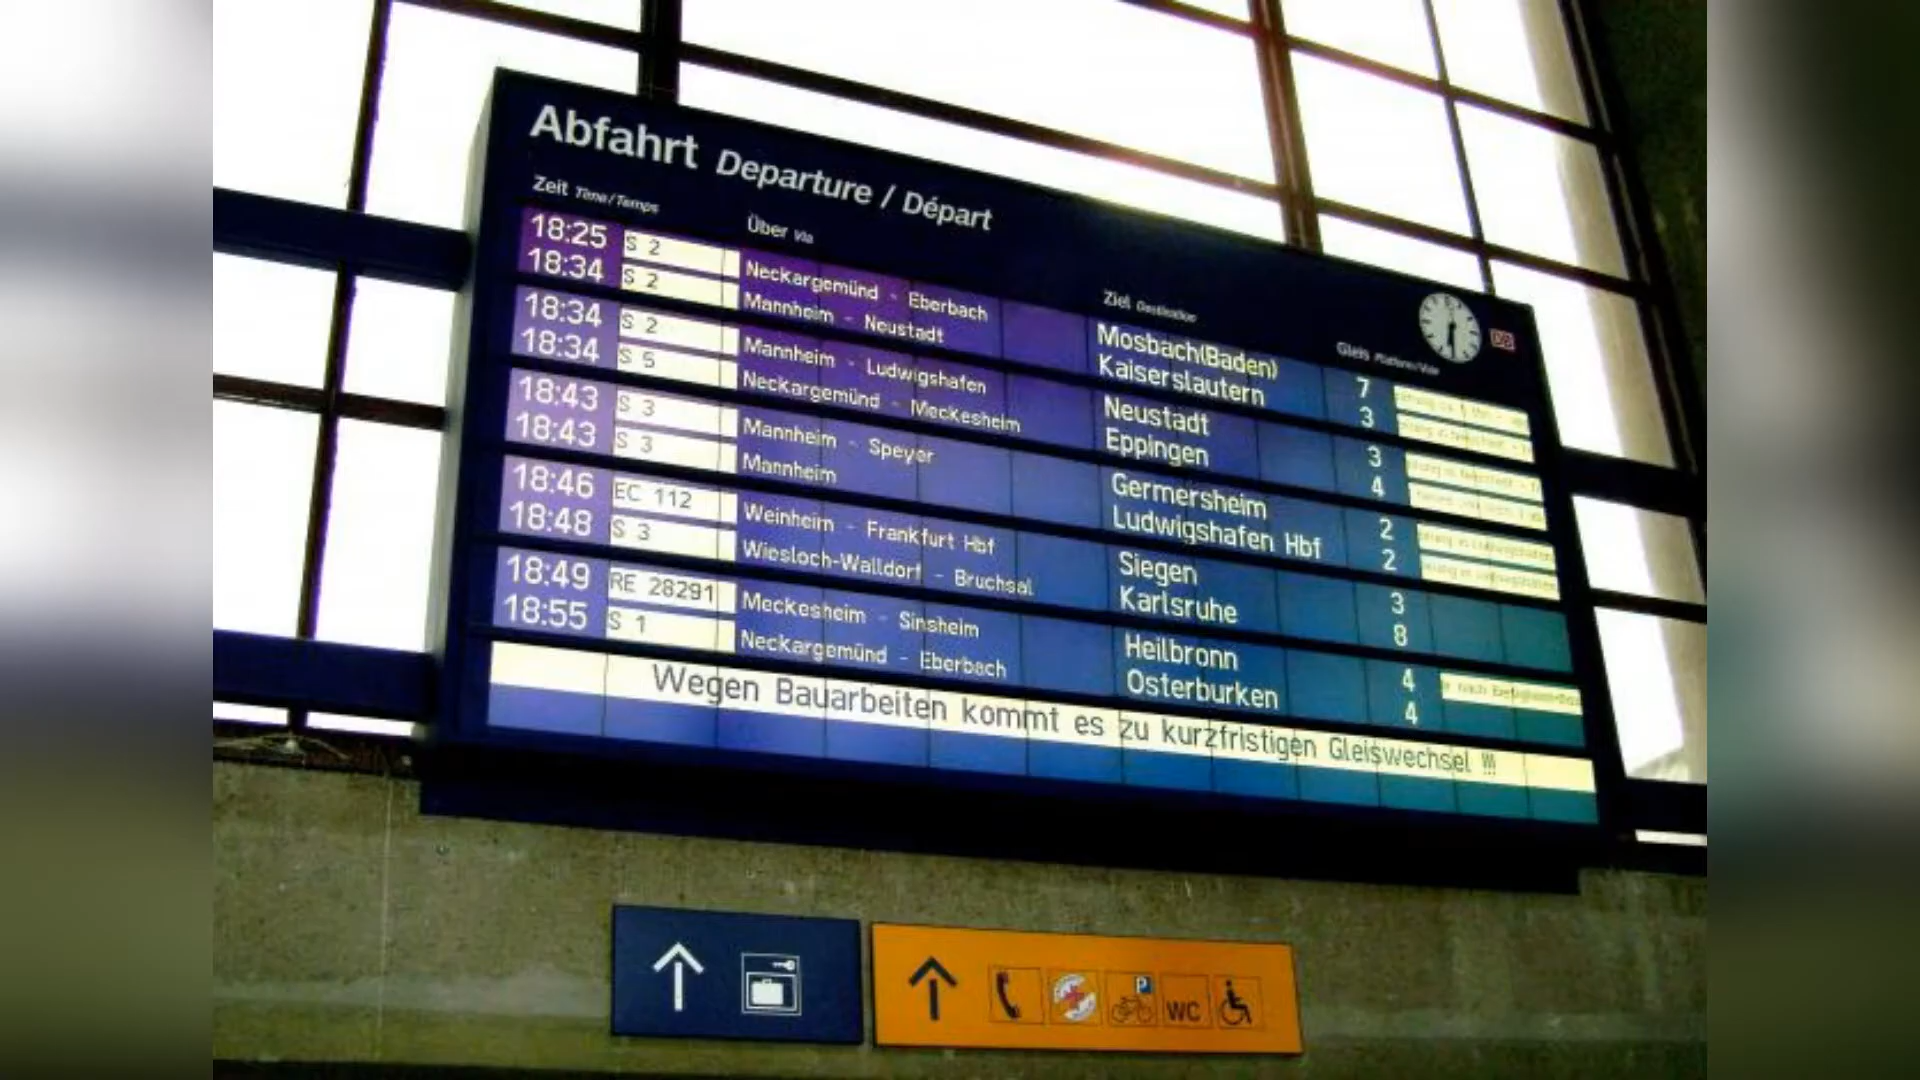 Abfahrt Departure / Départ
Zeit Time/Temps Über Via Ziel Destination Gleis Platform/Voie
DB
18:25 S 2 Neckargemünd - Eberbach Mosbach(Baden) 7
18:34 S 2 Mannheim - Neustadt Kaiserslautern 3
18:34 S 2 Mannheim - Ludwigshafen Neustadt 3
18:34 S 5 Neckargemünd - Meckesheim Eppingen 4
18:43 S 3 Mannheim - Speyer Germersheim 2
18:43 S 3 Mannheim Ludwigshafen Hbf 2
18:46 EC 112 Weinheim - Frankfurt Hbf Siegen 3
18:48 S 3 Wiesloch-Walldorf - Bruchsal Karlsruhe 8
18:49 RE 28291 Meckesheim - Sinsheim Heilbronn 4
18:55 S 1 Neckargemünd - Eberbach Osterburken 4
Wegen Bauarbeiten kommt es zu kurzfristigen Gleiswechsel !!!
P
WC